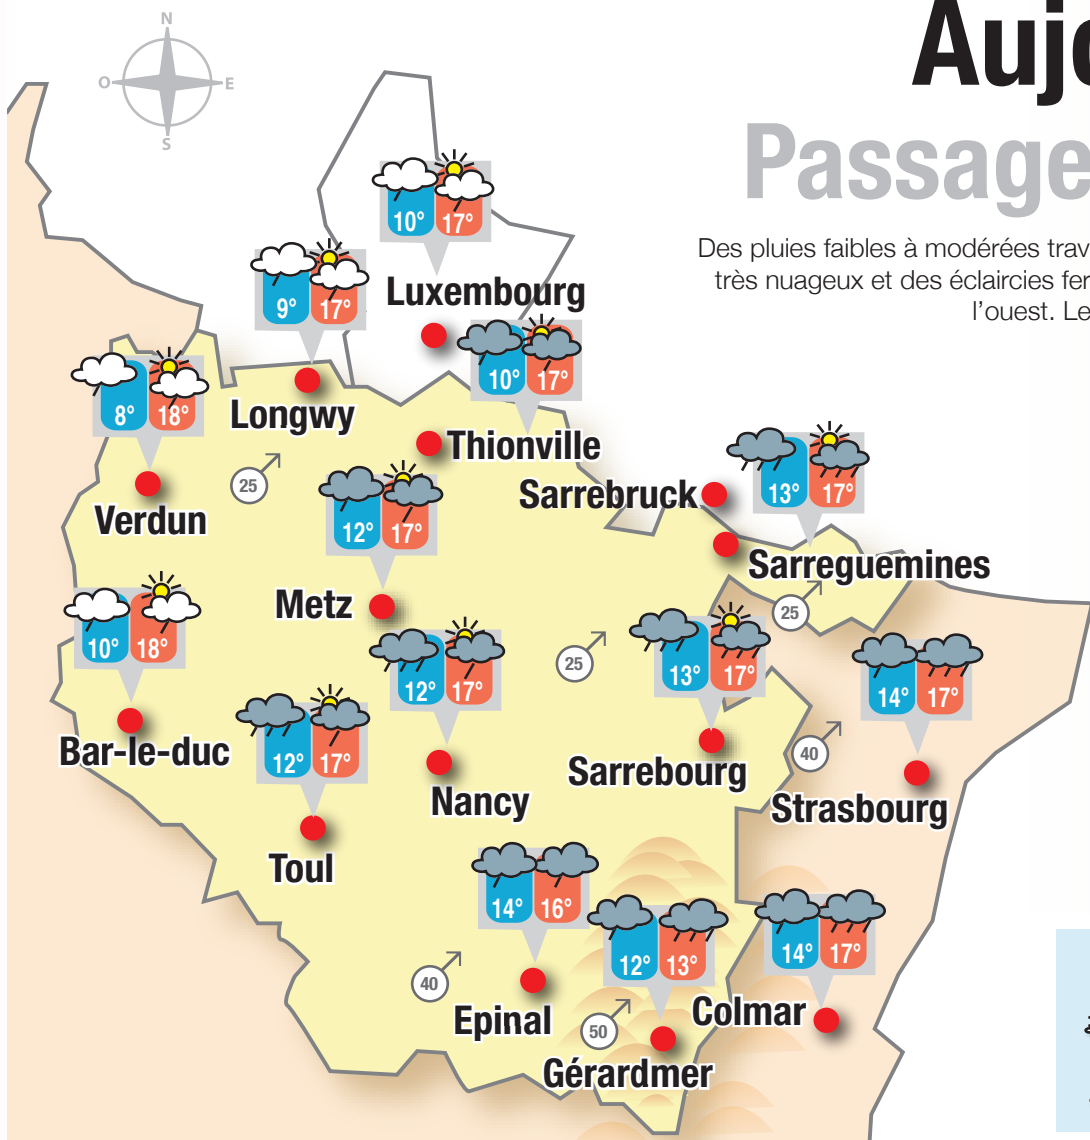 Aujo
Passage
Des pluies faibles à modérées trav
très nuageux et des éclaircies fer
l'ouest. Le
N
O
E
S
10° 17°
Luxembourg
9° 17°
Longwy
10° 17°
Thionville
8° 18°
Verdun
25
12° 17°
Metz
Sarrebruck
13° 17°
Sarreguemines
25
10° 18°
Bar-le-duc
12° 17°
Nancy
25
13° 17°
Sarrebourg
14° 17°
Strasbourg
40
12° 17°
Toul
14° 16°
Epinal
40
12° 13°
Gérardmer
50
14° 17°
Colmar